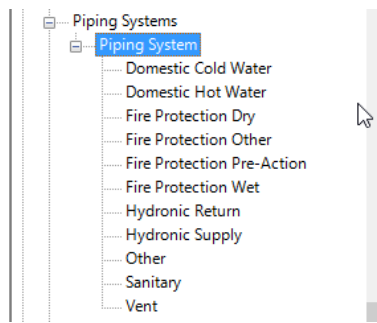 Piping Systems
Piping System
Domestic Cold Water
Domestic Hot Water
Fire Protection Dry
Fire Protection Other
Fire Protection Pre-Action
Fire Protection Wet
Hydronic Return
Hydronic Supply
Other
Sanitary
Vent